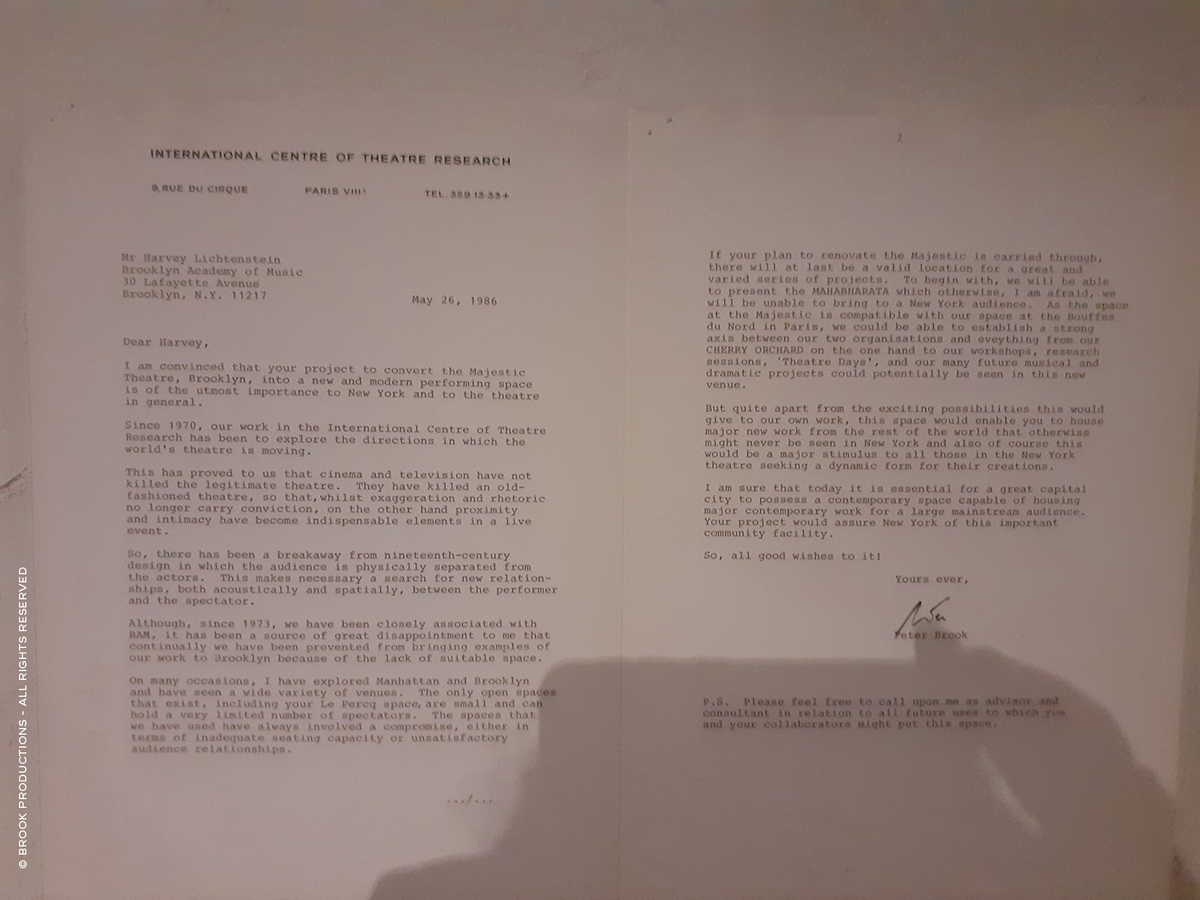 INTERNATIONAL CENTRE OF THEATRE RESEARCH
9, RUE DU CIRQUE PARIS VIIIe TEL. 359 13-33+
Mr Harvey Lichtenstein
Brooklyn Academy of Music
30 Lafayette Avenue
Brooklyn, N.Y. 11217
May 26, 1986
Dear Harvey,
I am convinced that your project to convert the Majestic
Theatre, Brooklyn, into a new and modern performing space
is of the utmost importance to New York and to the theatre
in general.
Since 1970, our work in the International Centre of Theatre
Research has been to explore the directions in which the
world's theatre is moving.
This has proved to us that cinema and television have not
killed the legitimate theatre. They have killed an old-
fashioned theatre, so that,whilst exaggeration and rhetoric
no longer carry conviction, on the other hand proximity
and intimacy have become indispensable elements in a live
event.
So, there has been a breakaway from nineteenth-century
design in which the audience is physically separated from
the actors. This makes necessary a search for new relation-
ships, both acoustically and spatially, between the performer
and the spectator.
Although, since 1973, we have been closely associated with
BAM, it has been a source of great disappointment to me that
continually we have been prevented from bringing examples of
our work to Brooklyn because of the lack of suitable space.
On many occasions, I have explored Manhattan and Brooklyn
and have seen a wide variety of venues. The only open spaces
that exist, including your Le Percq space, are small and can
hold a very limited number of spectators. The spaces that
we have used have always involved a compromise, either in
terms of inadequate seating capacity or unsatisfactory
audience relationships.
.../...
2
If your plan to renovate the Majestic is carried through,
there will at last be a valid location for a great and
varied series of projects. To begin with, we will be able
to present the MAHABHARATA which otherwise, I am afraid, we
will be unable to bring to a New York audience. As the space
at the Majestic is compatible with our space at the Bouffes
du Nord in Paris, we could be able to establish a strong
axis between our two organisations and eveything from our
CHERRY ORCHARD on the one hand to our workshops, research
sessions, 'Theatre Days', and our many future musical and
dramatic projects could potentially be seen in this new
venue.
But quite apart from the exciting possibilities this would
give to our own work, this space would enable you to house
major new work from the rest of the world that otherwise
might never be seen in New York and also of course this
would be a major stimulus to all those in the New York
theatre seeking a dynamic form for their creations.
I am sure that today it is essential for a great capital
city to possess a contemporary space capable of housing
major contemporary work for a large mainstream audience.
Your project would assure New York of this important
community facility.
So, all good wishes to it!
Yours ever,
Peter Brook
P.S. Please feel free to call upon me as advisor and
consultant in relation to all future uses to which you
and your collaborators might put this space.
© BROOK PRODUCTIONS - ALL RIGHTS RESERVED